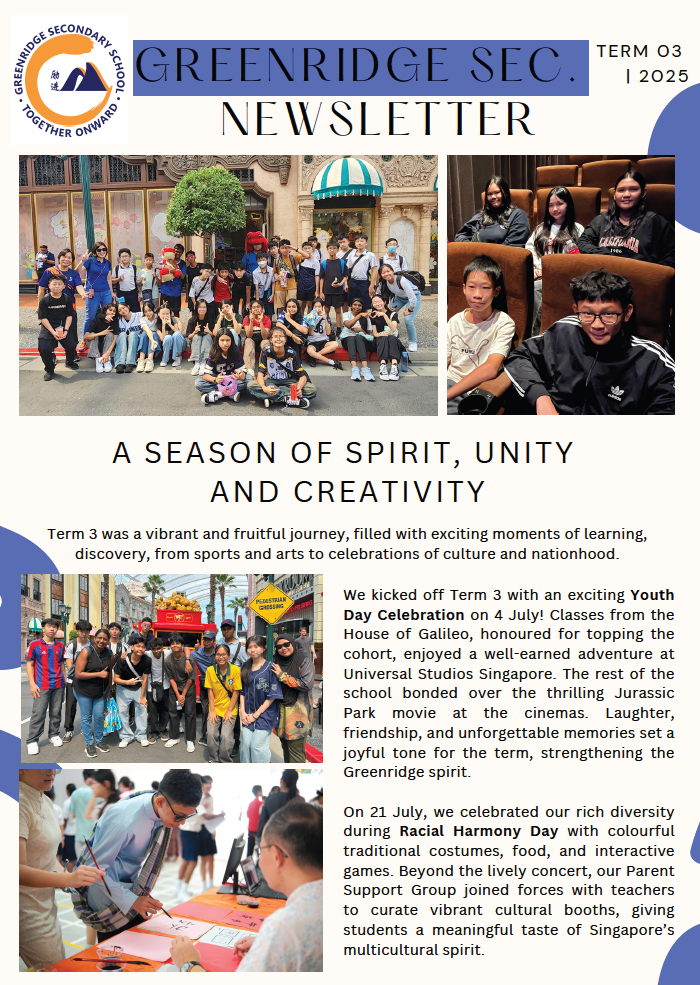 GREENRIDGE SECONDARY SCHOOL
励进
• TOGETHER ONWARD •
GREENRIDGE SEC.
NEWSLETTER
TERM 03
| 2025
CALIFORNIA
adidas
A SEASON OF SPIRIT, UNITY
AND CREATIVITY
Term 3 was a vibrant and fruitful journey, filled with exciting moments of learning,
discovery, from sports and arts to celebrations of culture and nationhood.
PEDESTRIAN
CROSSING
We kicked off Term 3 with an exciting Youth
Day Celebration on 4 July! Classes from the
House of Galileo, honoured for topping the
cohort, enjoyed a well-earned adventure at
Universal Studios Singapore. The rest of the
school bonded over the thrilling Jurassic
Park movie at the cinemas. Laughter,
friendship, and unforgettable memories set a
joyful tone for the term, strengthening the
Greenridge spirit.
On 21 July, we celebrated our rich diversity
during Racial Harmony Day with colourful
traditional costumes, food, and interactive
games. Beyond the lively concert, our Parent
Support Group joined forces with teachers
to curate vibrant cultural booths, giving
students a meaningful taste of Singapore's
multicultural spirit.